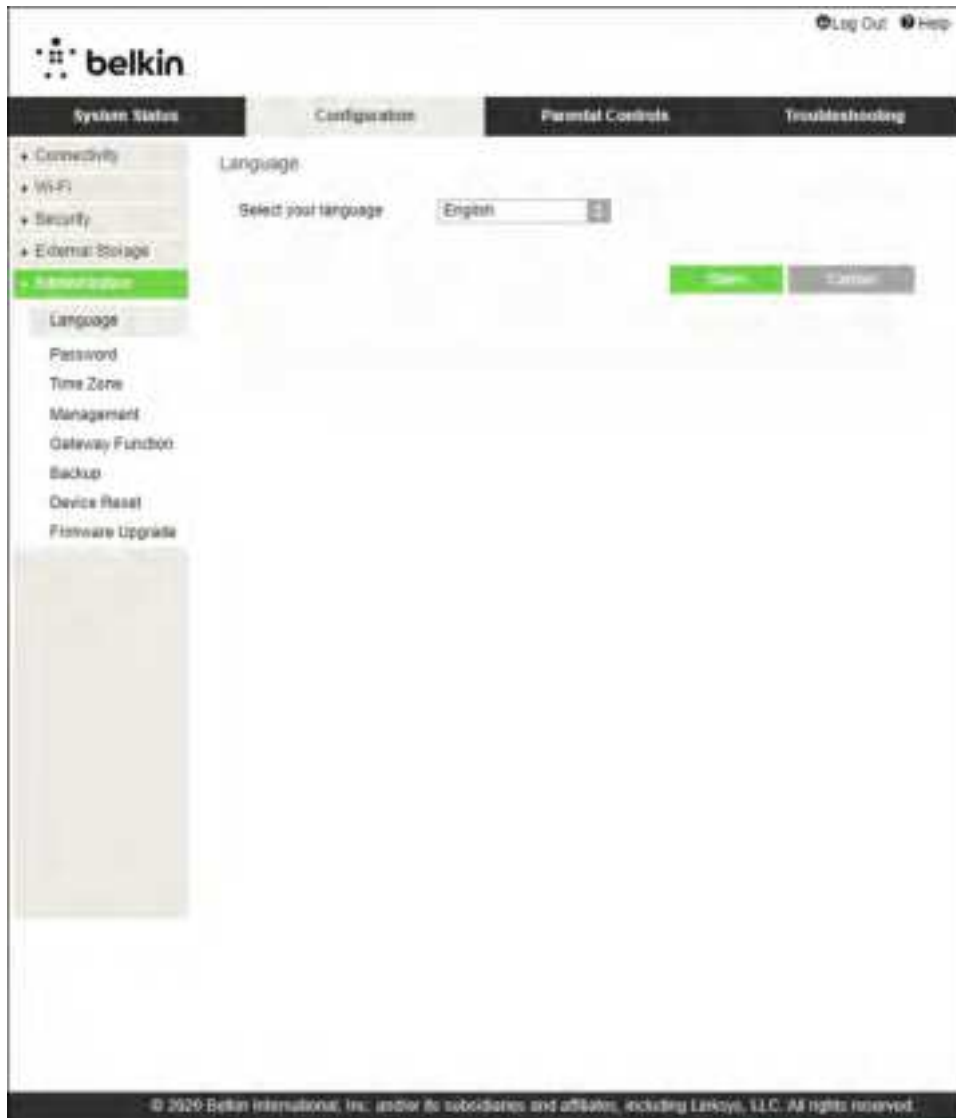 Log Out Help
belkin
System Status Configuration Parental Controls Troubleshooting
Connectivity
Wi-Fi
Security
External Storage
Administration
Language
Password
Time Zone
Management
Gateway Function
Backup
Device Reset
Firmware Upgrade
Language
Select your language English
Save Cancel
© 2020 Belkin International, Inc. and/or its subsidiaries and affiliates, including Linksys, LLC. All rights reserved.